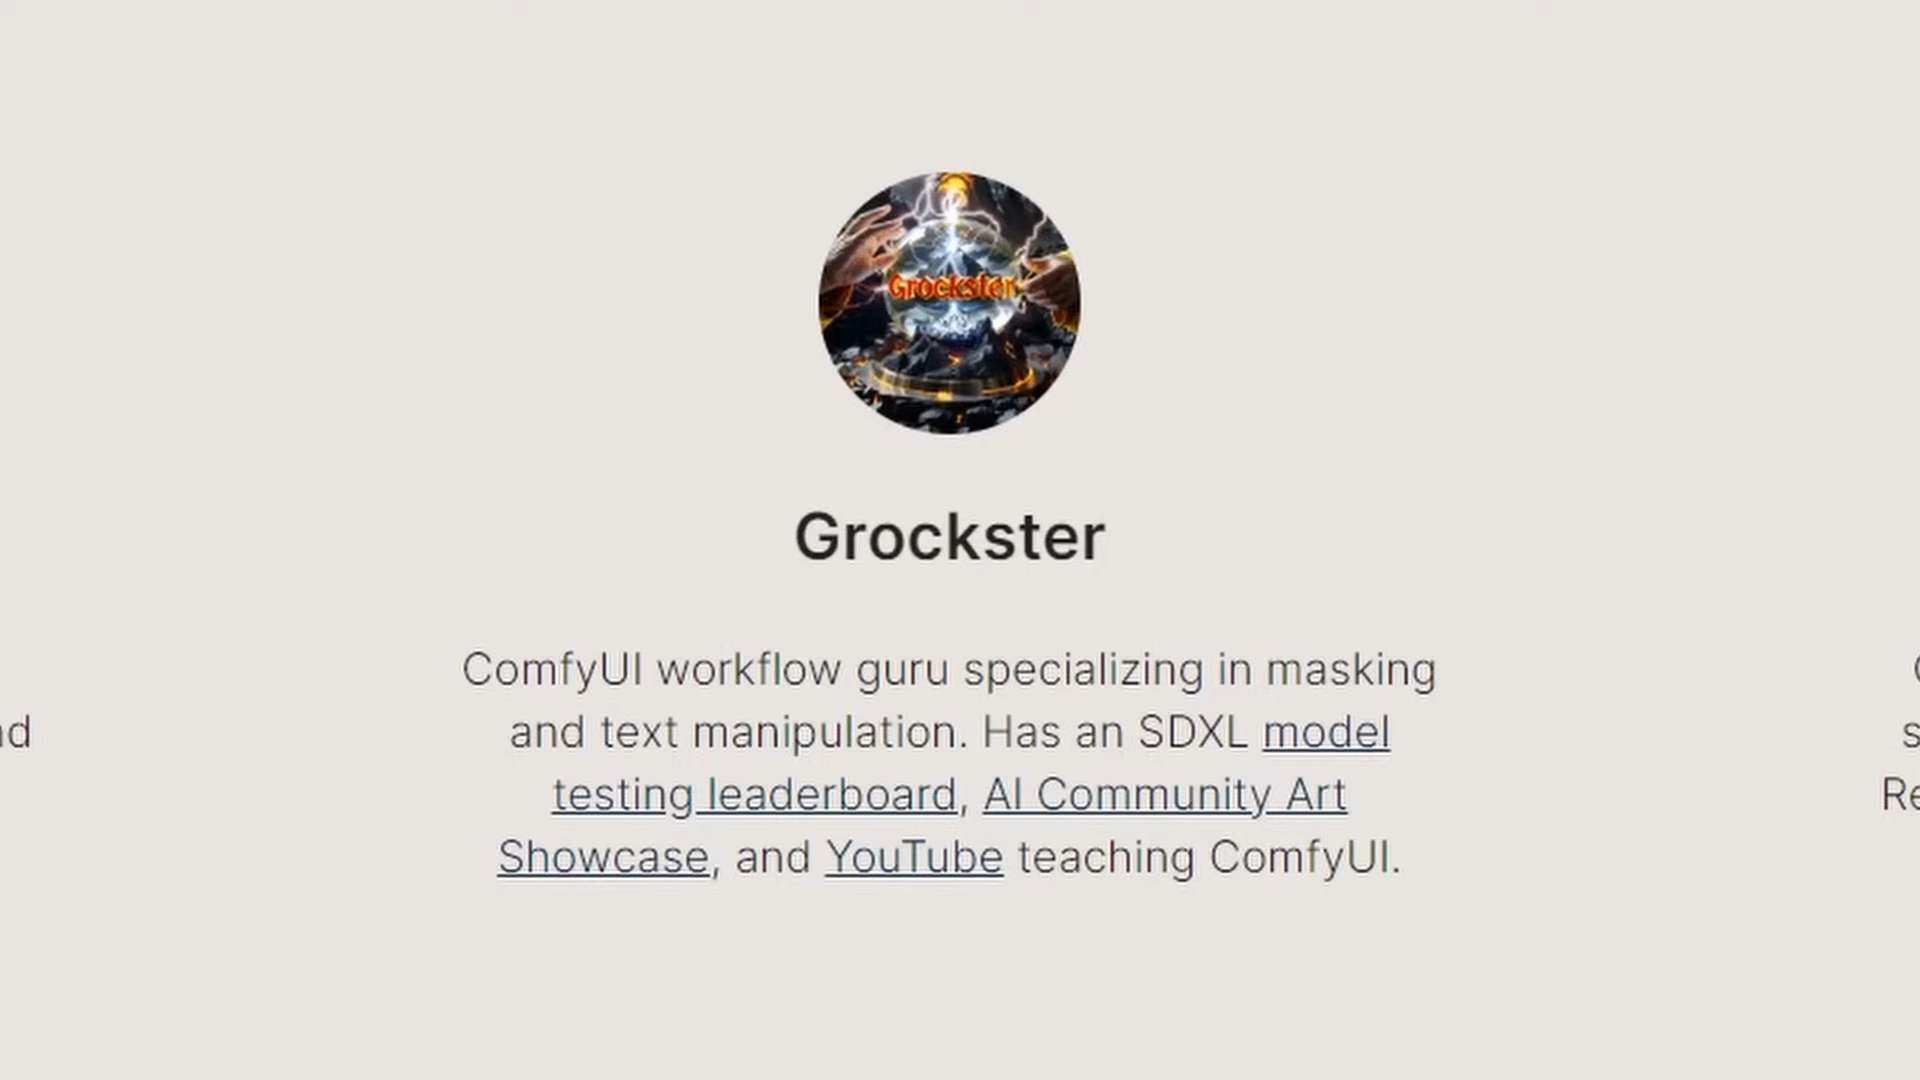 Grockster
Grockster
ComfyUI workflow guru specializing in masking
and text manipulation. Has an SDXL model
testing leaderboard, AI Community Art
Showcase, and YouTube teaching ComfyUI.